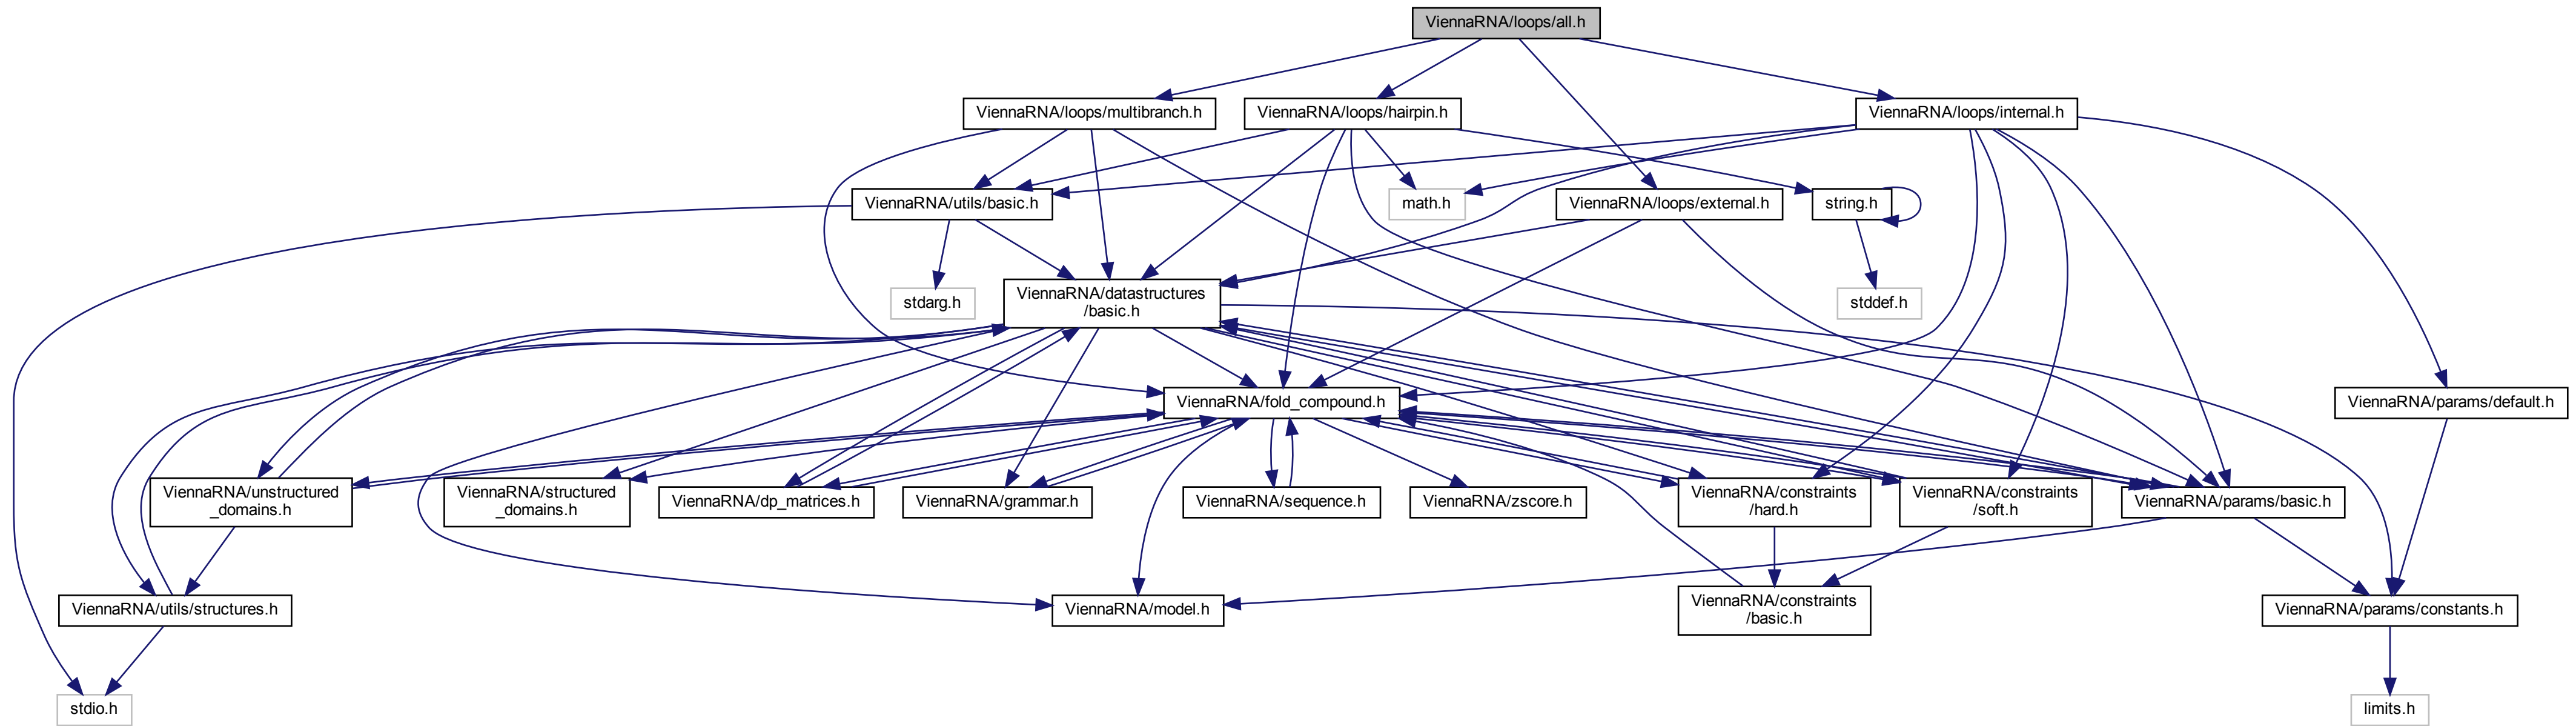 ViennaRNA/loops/all.h
ViennaRNA/loops/multibranch.h
ViennaRNA/loops/hairpin.h
ViennaRNA/loops/internal.h
ViennaRNA/utils/basic.h
math.h
ViennaRNA/loops/external.h
string.h
stdarg.h
ViennaRNA/datastructures
/basic.h
stddef.h
ViennaRNA/fold_compound.h
ViennaRNA/params/default.h
ViennaRNA/unstructured
_domains.h
ViennaRNA/structured
_domains.h
ViennaRNA/dp_matrices.h
ViennaRNA/grammar.h
ViennaRNA/sequence.h
ViennaRNA/zscore.h
ViennaRNA/constraints
/hard.h
ViennaRNA/constraints
/soft.h
ViennaRNA/params/basic.h
ViennaRNA/utils/structures.h
ViennaRNA/model.h
ViennaRNA/constraints
/basic.h
ViennaRNA/params/constants.h
stdio.h
limits.h